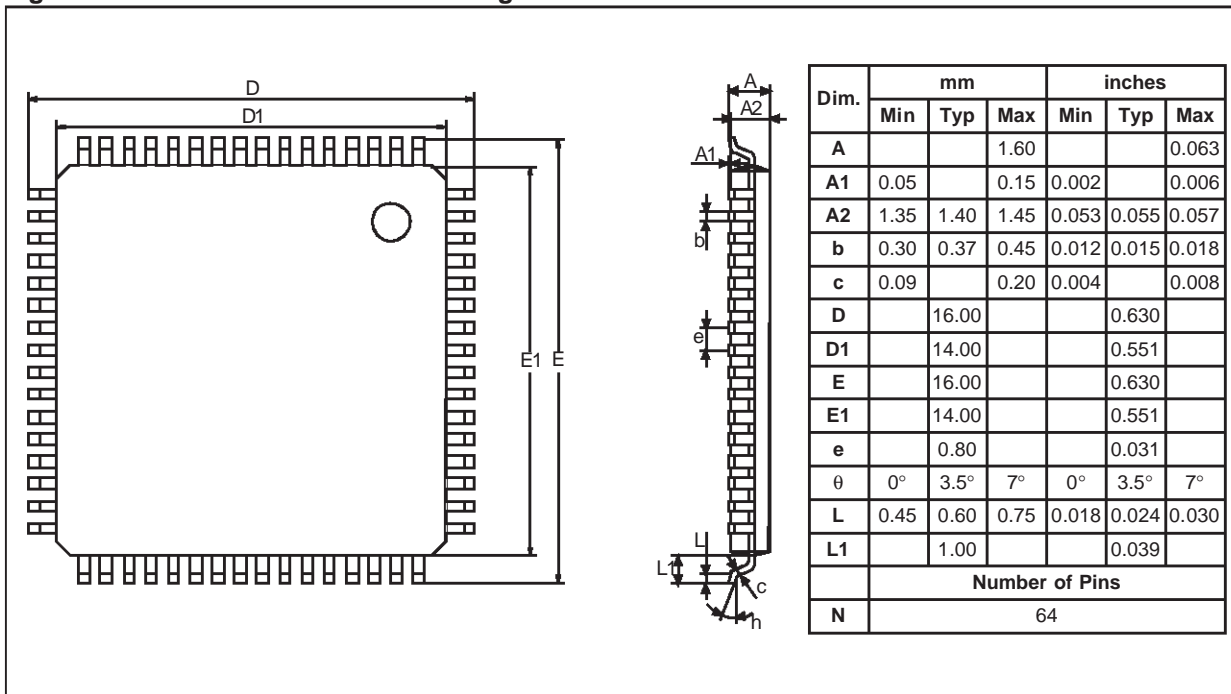 D
D1
E1 E
A
A2
A1
b
e
L
L1
c
h
Dim. mm inches
Min Typ Max Min Typ Max
A 1.60 0.063
A1 0.05 0.15 0.002 0.006
A2 1.35 1.40 1.45 0.053 0.055 0.057
b 0.30 0.37 0.45 0.012 0.015 0.018
c 0.09 0.20 0.004 0.008
D 16.00 0.630
D1 14.00 0.551
E 16.00 0.630
E1 14.00 0.551
e 0.80 0.031
θ 0° 3.5° 7° 0° 3.5° 7°
L 0.45 0.60 0.75 0.018 0.024 0.030
L1 1.00 0.039
Number of Pins
N 64